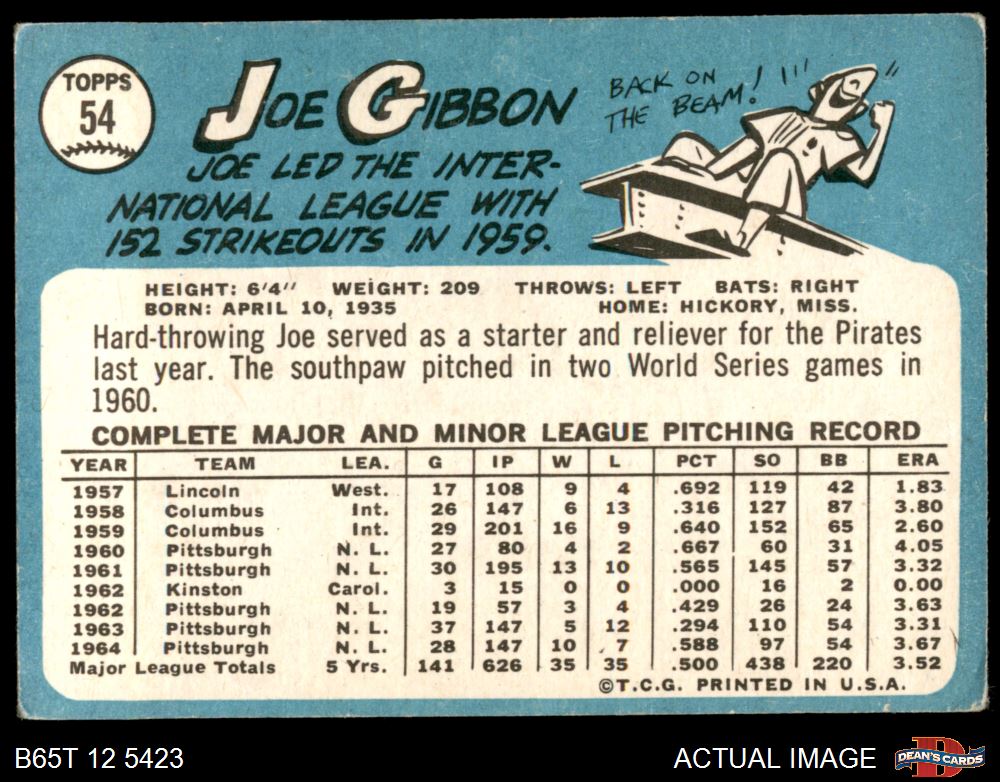 TOPPS
54
JOE GIBBON
BACK ON
THE BEAM!
JOE LED THE INTER-
NATIONAL LEAGUE WITH
152 STRIKEOUTS IN 1959.
HEIGHT: 6'4" WEIGHT: 209 THROWS: LEFT BATS: RIGHT
BORN: APRIL 10, 1935 HOME: HICKORY, MISS.
Hard-throwing Joe served as a starter and reliever for the Pirates
last year. The southpaw pitched in two World Series games in
1960.
COMPLETE MAJOR AND MINOR LEAGUE PITCHING RECORD
YEAR TEAM LEA. G IP W L PCT SO BB ERA
1957 Lincoln West. 17 108 9 4 .692 119 42 1.83
1958 Columbus Int. 26 147 6 13 .316 127 87 3.80
1959 Columbus Int. 29 201 16 9 .640 152 65 2.60
1960 Pittsburgh N. L. 27 80 4 2 .667 60 31 4.05
1961 Pittsburgh N. L. 30 195 13 10 .565 145 57 3.32
1962 Kinston Carol. 3 15 0 0 .000 16 2 0.00
1962 Pittsburgh N. L. 19 57 3 4 .429 26 24 3.63
1963 Pittsburgh N. L. 37 147 5 12 .294 110 54 3.31
1964 Pittsburgh N. L. 28 147 10 7 .588 97 54 3.67
Major League Totals 5 Yrs. 141 626 35 35 .500 438 220 3.52
©T.C.G. PRINTED IN U.S.A.
B65T 12 5423
ACTUAL IMAGE
D
DEAN'S CARDS